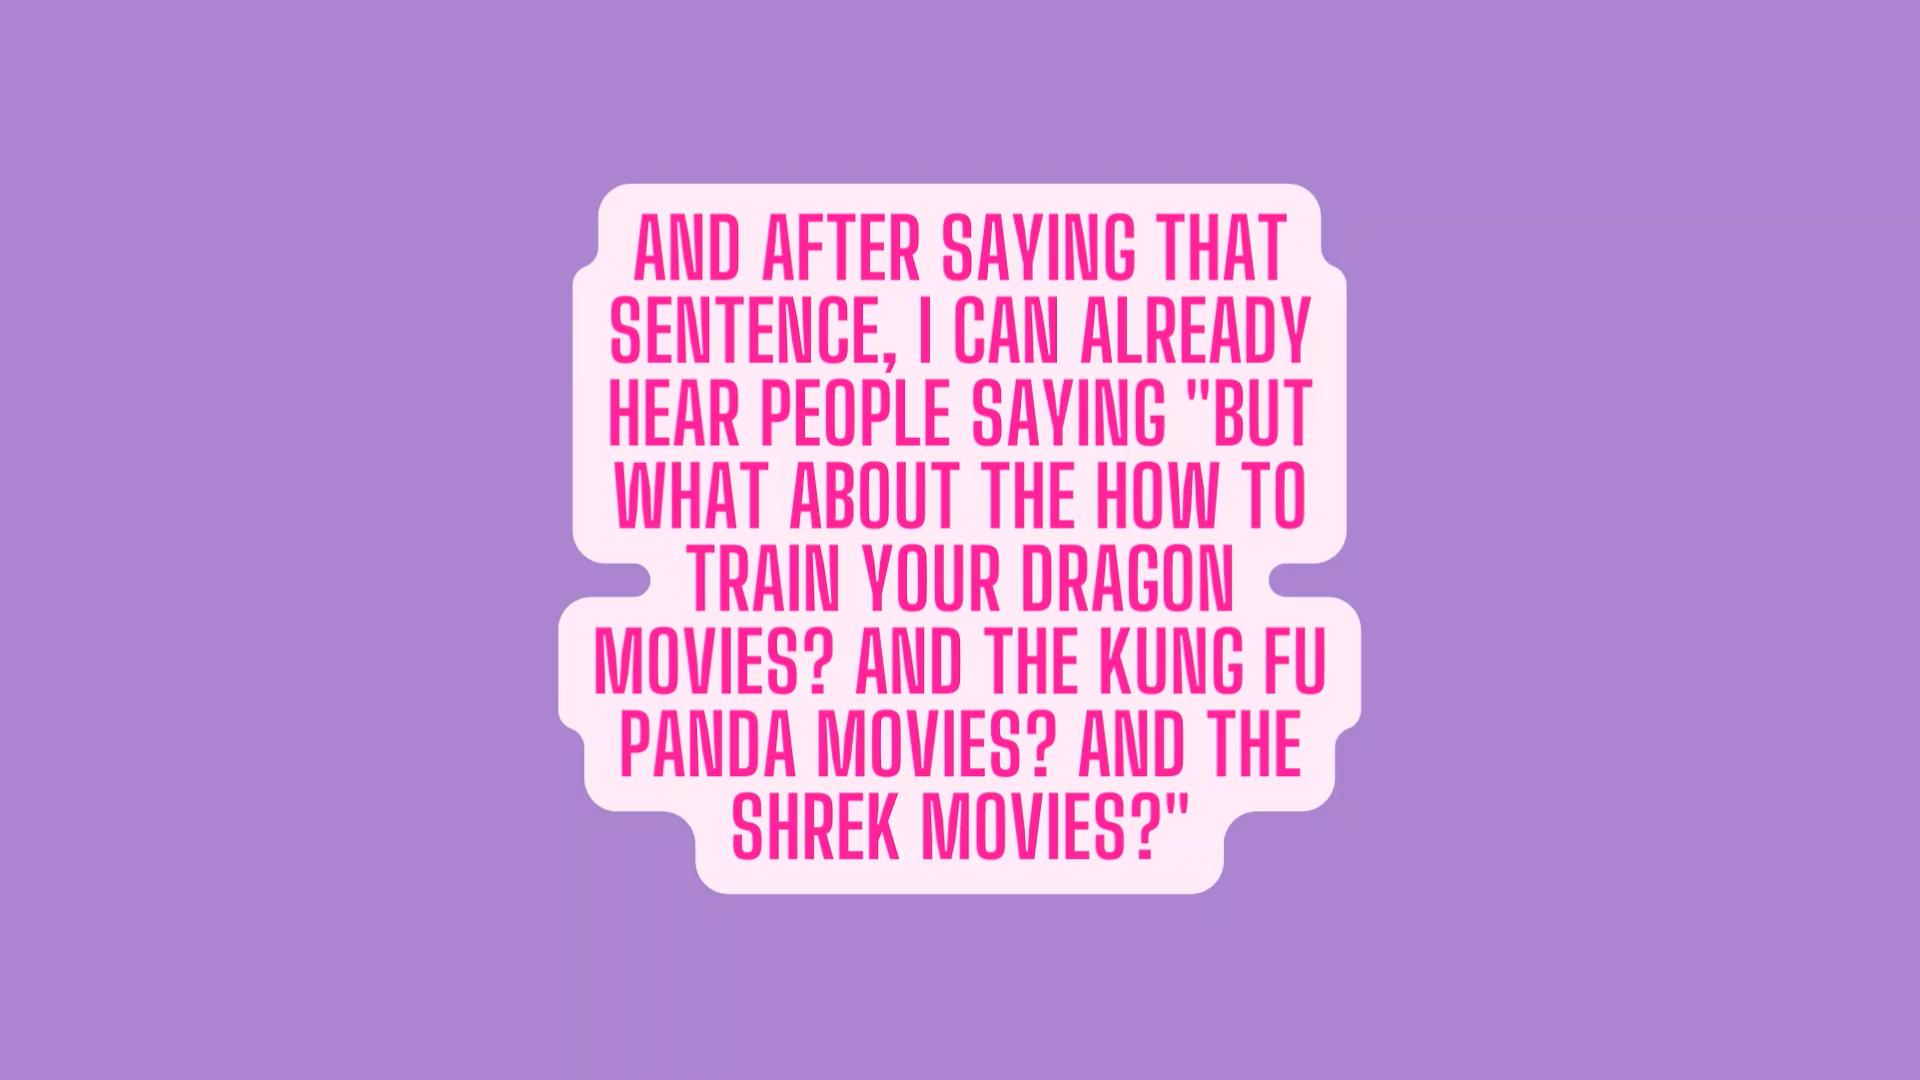 AND AFTER SAYING THAT
SENTENCE, I CAN ALREADY
HEAR PEOPLE SAYING "BUT
WHAT ABOUT THE HOW TO
TRAIN YOUR DRAGON
MOVIES? AND THE KUNG FU
PANDA MOVIES? AND THE
SHREK MOVIES?"